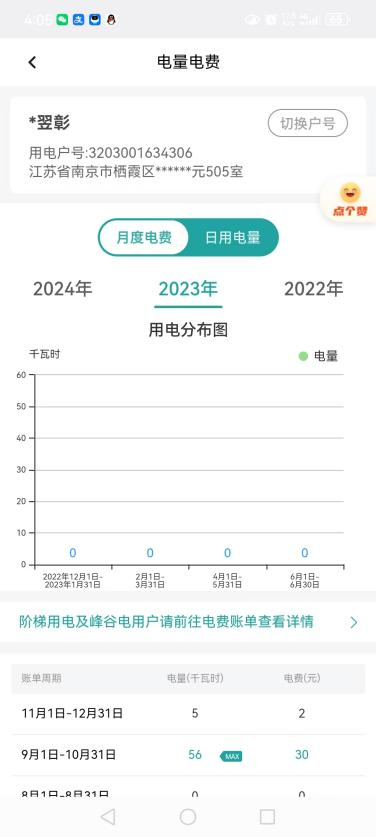 4:05
电量电费
*翌彰
切换户号
用电户号:3203001634306
江苏省南京市栖霞区******元505室
点个赞
月度电费
日用电量
2024年
2023年
2022年
用电分布图
千瓦时
电量
60
50
40
30
20
10
0
0
0
0
0
2022年12月1日-
2023年1月31日
2月1日-
3月31日
4月1日-
5月31日
6月1日-
6月30日
阶梯用电及峰谷电用户请前往电费账单查看详情
账单周期
电量(千瓦时)
电费(元)
11月1日-12月31日
5
2
9月1日-10月31日
56
MAX
30
8月1日-8月31日
0
0